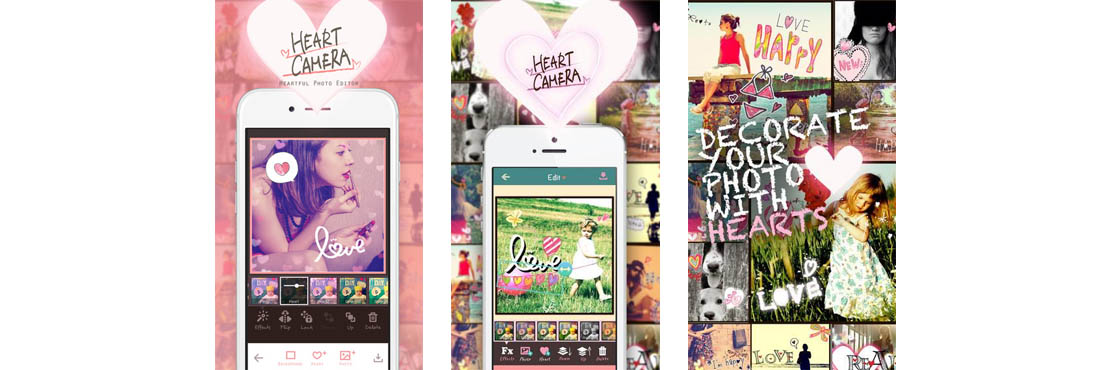 HEART
CAMERA
HEARTFUL PHOTO EDITOR
love
Effects
Flip
Lock
Up
Delete
HEART
CAMERA
Edit
love
Fx
Effects
Photo
Heart
Down
Up
Delete
LOVE
HAPPY
NEW
DECORATE
YOUR
PHOTO
WITH
HEARTS
LOVE
LOVE